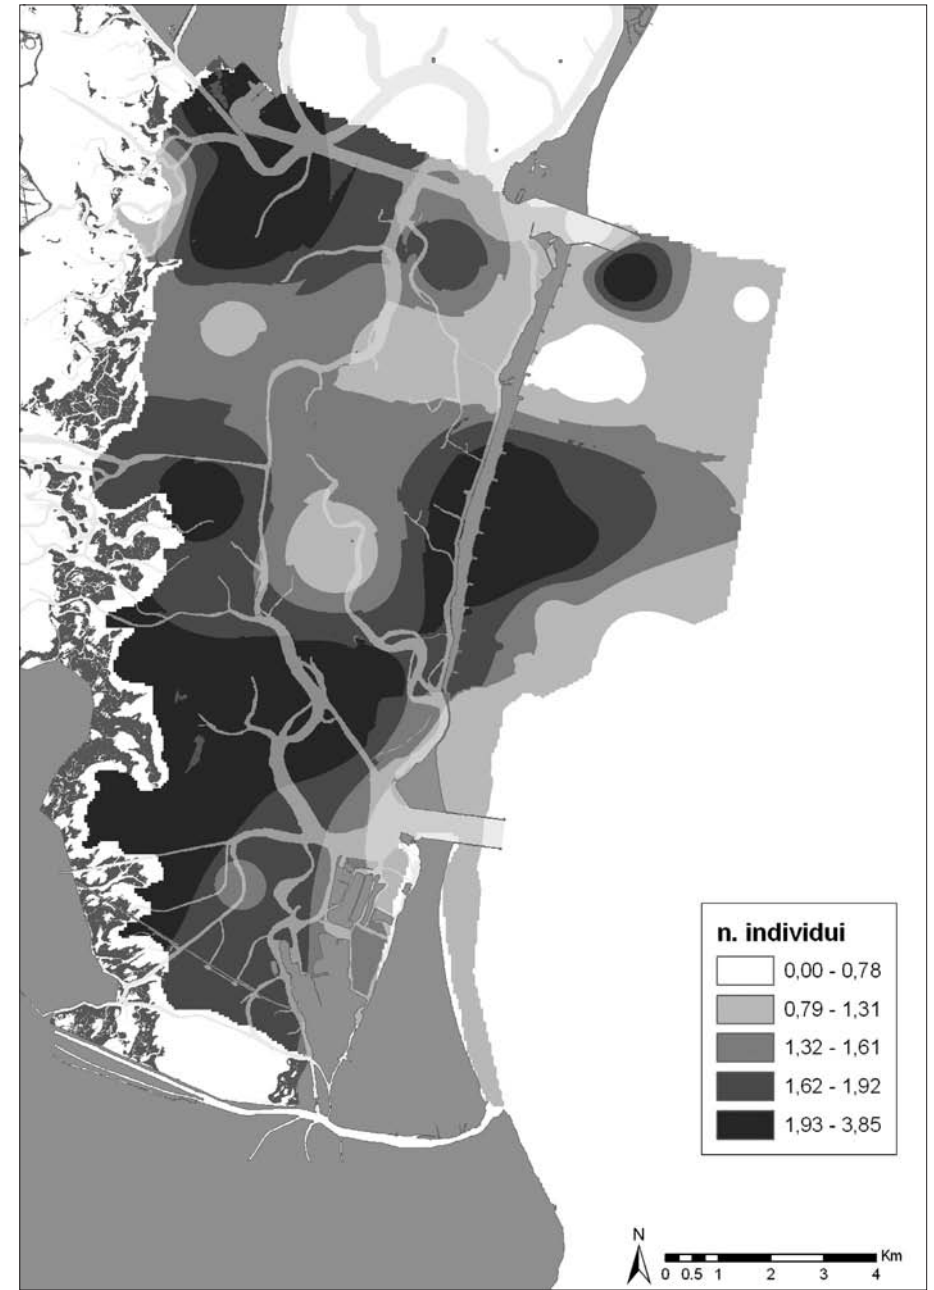 n. individui
0,00 - 0,78
0,79 - 1,31
1,32 - 1,61
1,62 - 1,92
1,93 - 3,85
N
Km
0 0.5 1 2 3 4